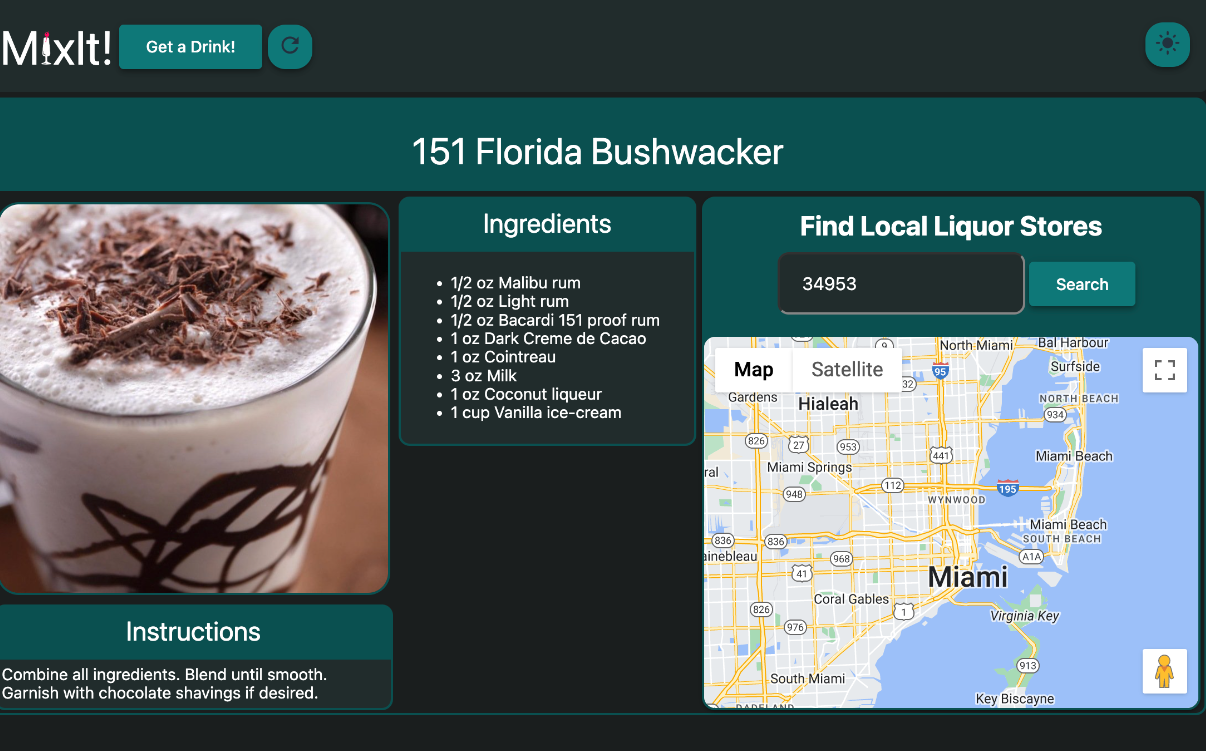 MixIt!
Get a Drink!
151 Florida Bushwacker
Ingredients
1/2 oz Malibu rum
1/2 oz Light rum
1/2 oz Bacardi 151 proof rum
1 oz Dark Creme de Cacao
1 oz Cointreau
3 oz Milk
1 oz Coconut liqueur
1 cup Vanilla ice-cream
Instructions
Combine all ingredients. Blend until smooth.
Garnish with chocolate shavings if desired.
Find Local Liquor Stores
34953
Search
Map
Satellite
9
North Miami
Bal Harbour
95
Surfside
32
Gardens
Hialeah
NORTH BEACH
934
826
27
953
441
Miami Beach
ral
Miami Springs
112
195
948
WYNWOOD
Miami Beach
SOUTH BEACH
836
836
A1A
ainebleau
968
41
Miami
Coral Gables
826
1
Virginia Key
976
913
South Miami
Key Biscayne
DADELAND